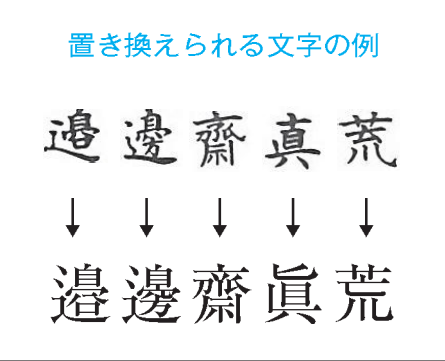 置き換えられる文字の例
邉 邊 齋 真 荒
↓ ↓ ↓ ↓ ↓
邉 邊 齋 眞 荒